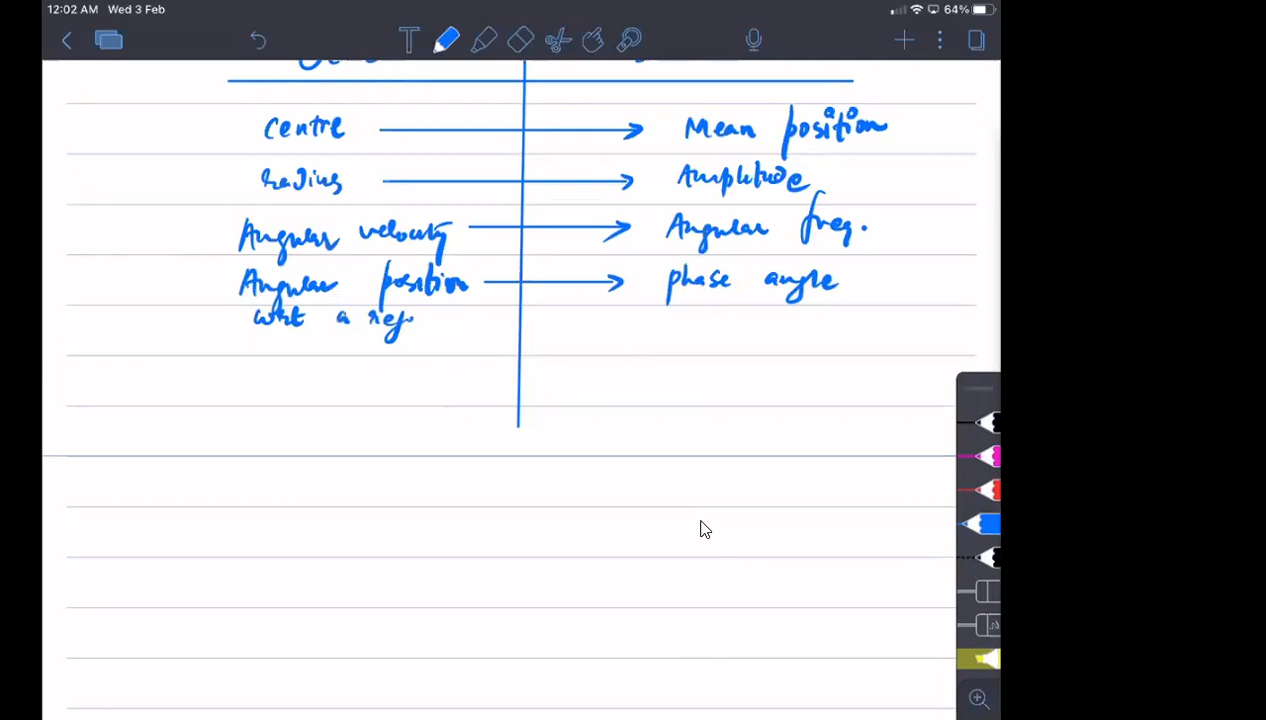 12:02 AM Wed 3 Feb 64%
Centre → Mean position
radius → Amplitude
Angular velocity → Angular freq.
Angular position → phase angle
wrt a ref.